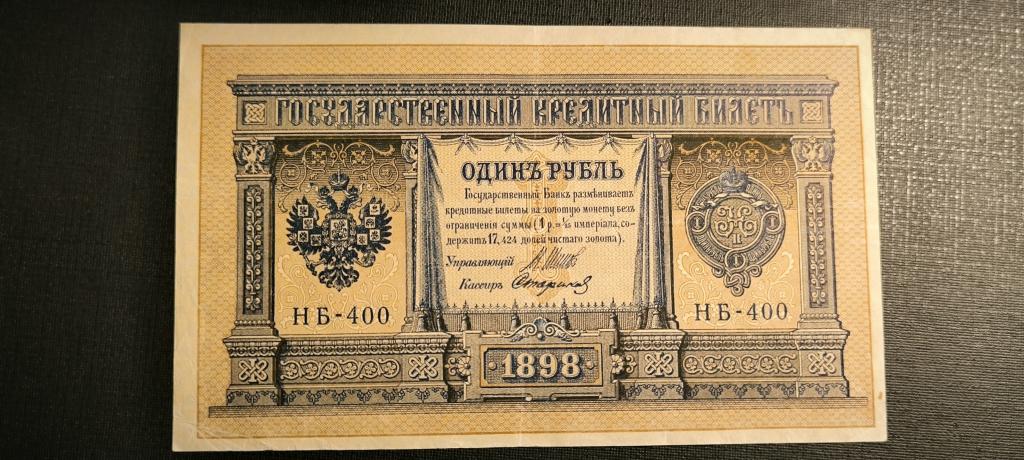 ГОСУДАРСТВЕННЫЙ КРЕДИТНЫЙ БИЛЕТЪ
ОДИНЪ РУБЛЬ
Государственный Банкъ размѣниваетъ
кредитные билеты на золотую монету безъ
ограниченія суммы (1 р. = 1/15 имперіала, со-
держитъ 17,424 долей чистаго золота).
Управляющій
Кассиръ
НБ-400
НБ-400
1898